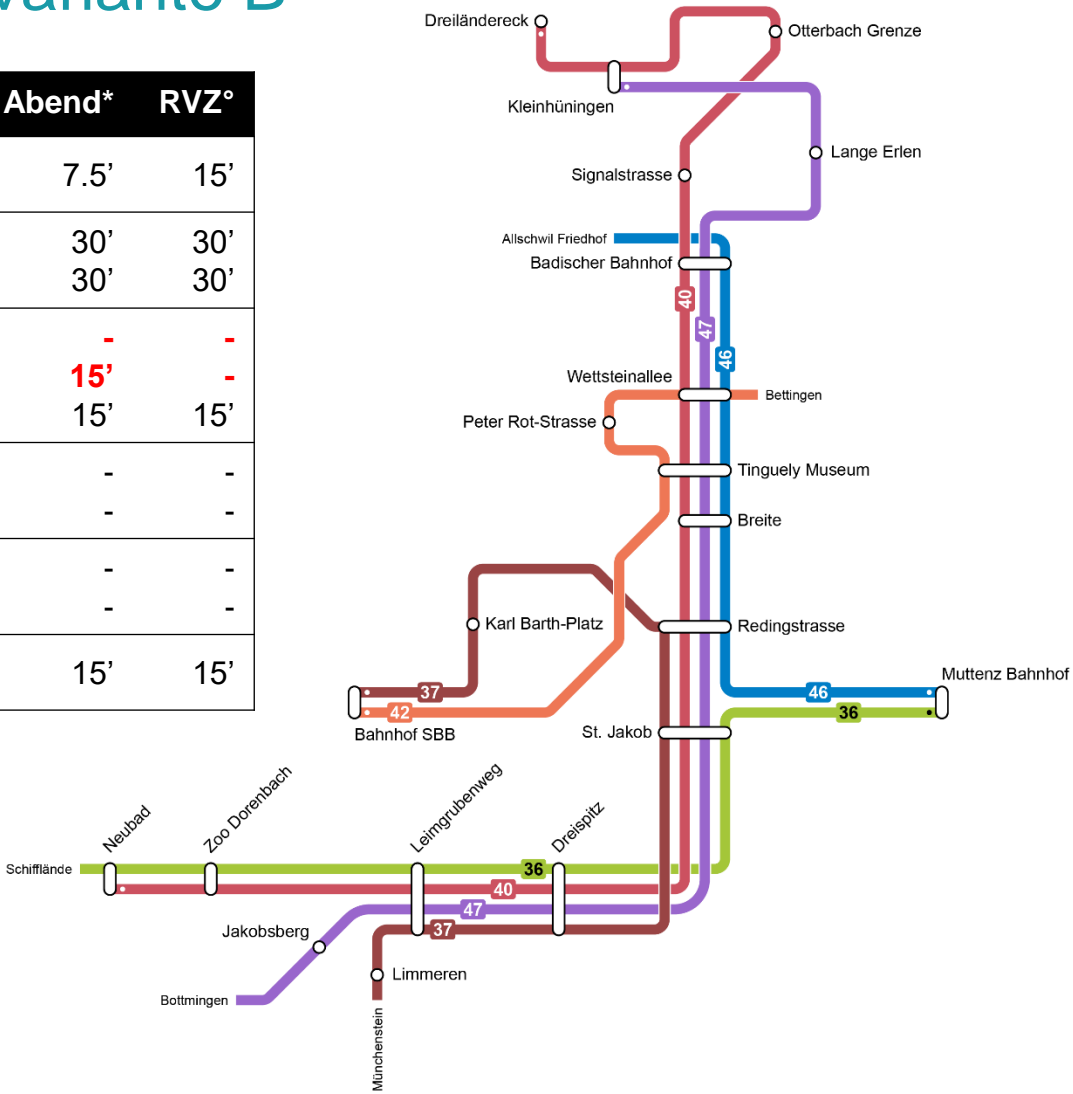 Variante B
Abend* RVZ°
7.5’ 15’
30’ 30’
30’ 30’
- -
15’ -
15’ 15’
- -
- -
- -
- -
15’ 15’
Dreiländereck
Otterbach Grenze
Kleinhüningen
Lange Erlen
Signalstrasse
Allschwil Friedhof
Badischer Bahnhof
40
47
46
Wettsteinallee
Bettingen
Peter Rot-Strasse
Tinguely Museum
Breite
Karl Barth-Platz
Redingstrasse
Muttenz Bahnhof
37
46
42
36
Bahnhof SBB
St. Jakob
Neubad
Zoo Dorenbach
Leimgrubenweg
Dreispitz
Schifflände
36
40
47
37
Jakobsberg
Limmeren
Bottmingen
Münchenstein